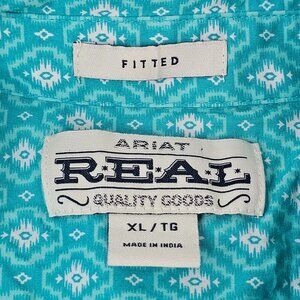 FITTED
ARIAT
R·E·A·L
QUALITY GOODS
XL/TG
MADE IN INDIA